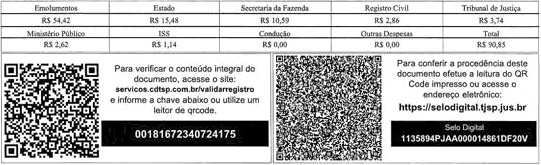 Emolumentos Estado Secretaria da Fazenda Registro Civil Tribunal de Justiça
R$ 54,42 R$ 15,48 R$ 10,59 R$ 2,86 R$ 3,74
Ministério Público ISS Condução Outras Despesas Total
R$ 2,62 R$ 1,14 R$ 0,00 R$ 0,00 R$ 90,85
Para verificar o conteúdo integral do
documento, acesse o site:
servicos.cdtsp.com.br/validarregistro
e informe a chave abaixo ou utilize um
leitor de qrcode.
00181672340724175
Para conferir a procedência deste
documento efetue a leitura do QR
Code impresso ou acesse o
endereço eletrônico:
https://selodigital.tjsp.jus.br
Selo Digital
1135894PJAA000014861DF20V